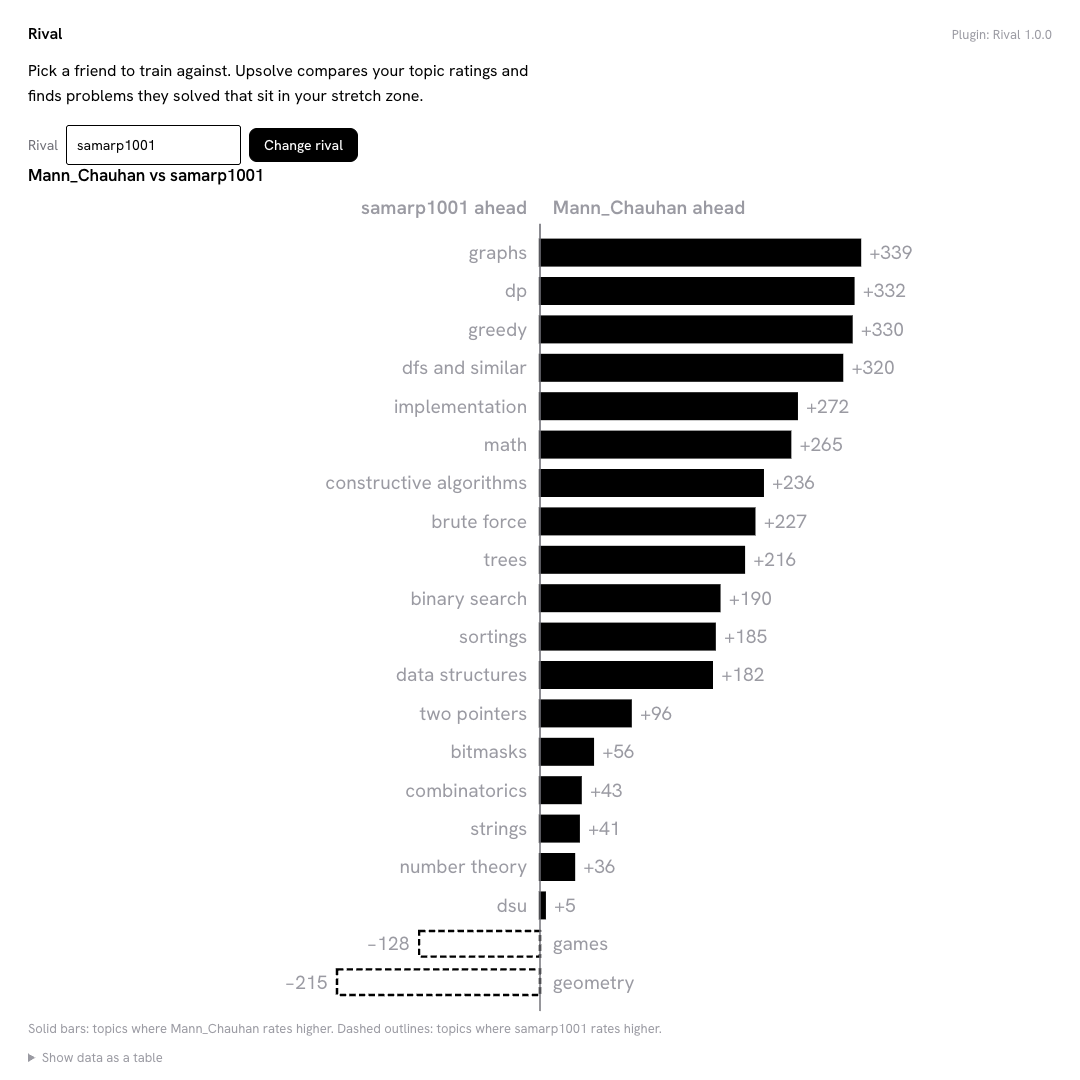 Rival
Plugin: Rival 1.0.0
Pick a friend to train against. Upsolve compares your topic ratings and
finds problems they solved that sit in your stretch zone.
Rival samarp1001 Change rival
Mann_Chauhan vs samarp1001
samarp1001 ahead Mann_Chauhan ahead
graphs +339
dp +332
greedy +330
dfs and similar +320
implementation +272
math +265
constructive algorithms +236
brute force +227
trees +216
binary search +190
sortings +185
data structures +182
two pointers +96
bitmasks +56
combinatorics +43
strings +41
number theory +36
dsu +5
−128 games
−215 geometry
Solid bars: topics where Mann_Chauhan rates higher. Dashed outlines: topics where samarp1001 rates higher.
Show data as a table